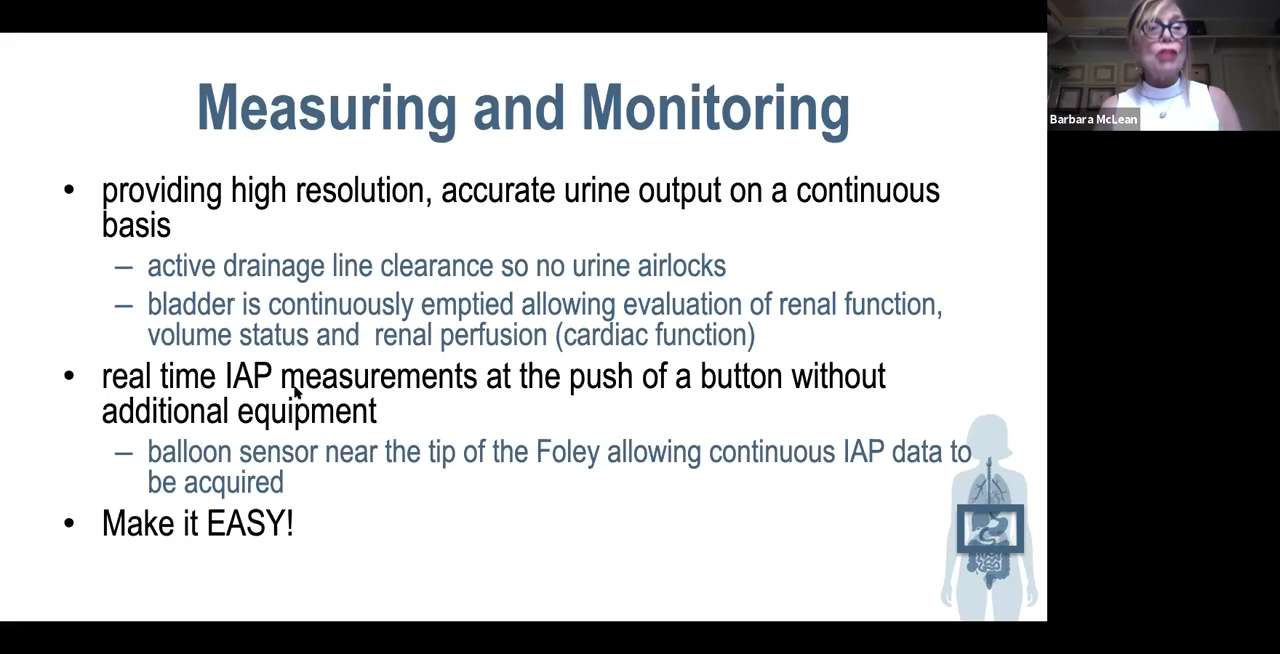 Measuring and Monitoring
• providing high resolution, accurate urine output on a continuous
basis
– active drainage line clearance so no urine airlocks
– bladder is continuously emptied allowing evaluation of renal function,
volume status and  renal perfusion (cardiac function)
• real time IAP measurements at the push of a button without
additional equipment
– balloon sensor near the tip of the Foley allowing continuous IAP data to
be acquired
• Make it EASY!
Barbara McLean